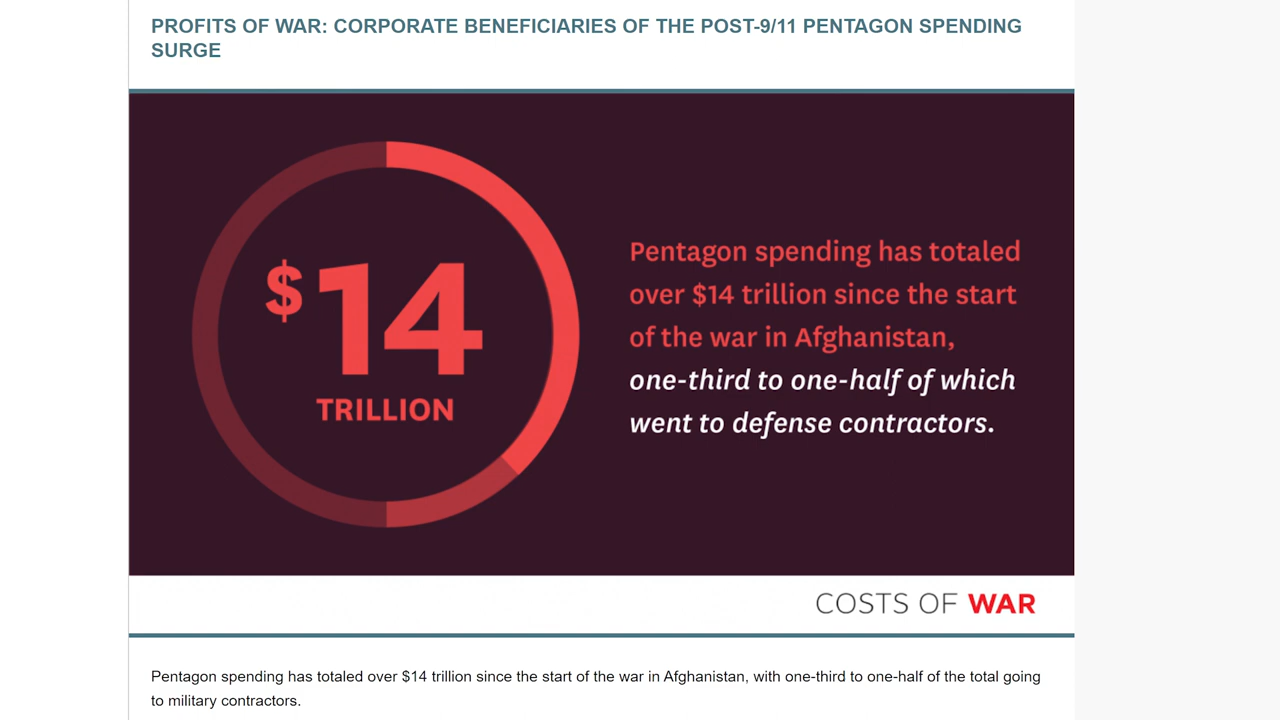 PROFITS OF WAR: CORPORATE BENEFICIARIES OF THE POST-9/11 PENTAGON SPENDING
SURGE
$14
TRILLION
Pentagon spending has totaled
over $14 trillion since the start
of the war in Afghanistan,
one-third to one-half of which
went to defense contractors.
COSTS OF WAR
Pentagon spending has totaled over $14 trillion since the start of the war in Afghanistan, with one-third to one-half of the total going
to military contractors.